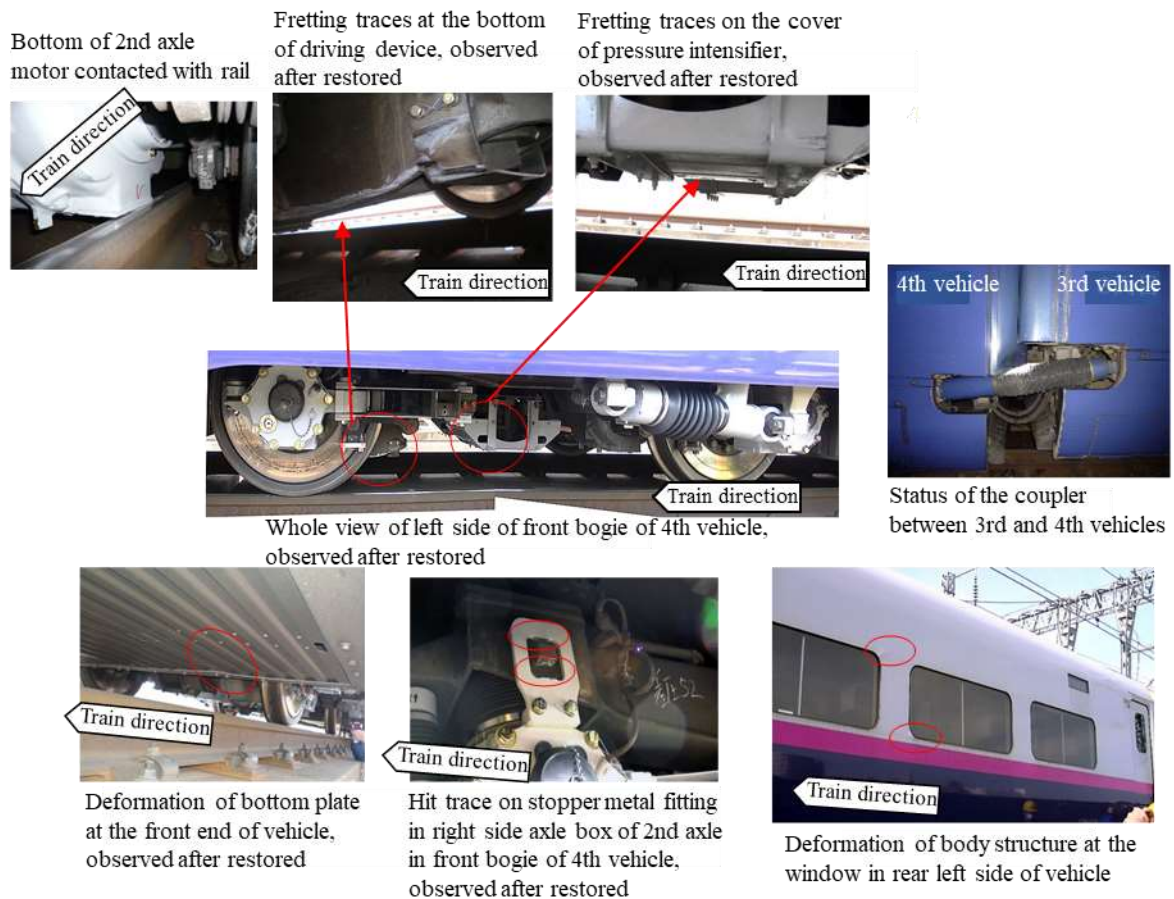 Bottom of 2nd axle
motor contacted with rail
Train direction
Fretting traces at the bottom
of driving device, observed
after restored
Train direction
Fretting traces on the cover
of pressure intensifier,
observed after restored
Train direction
4th vehicle
3rd vehicle
Status of the coupler
between 3rd and 4th vehicles
Train direction
Whole view of left side of front bogie of 4th vehicle,
observed after restored
Train direction
Deformation of bottom plate
at the front end of vehicle,
observed after restored
Train direction
Hit trace on stopper metal fitting
in right side axle box of 2nd axle
in front bogie of 4th vehicle,
observed after restored
Train direction
Deformation of body structure at the
window in rear left side of vehicle